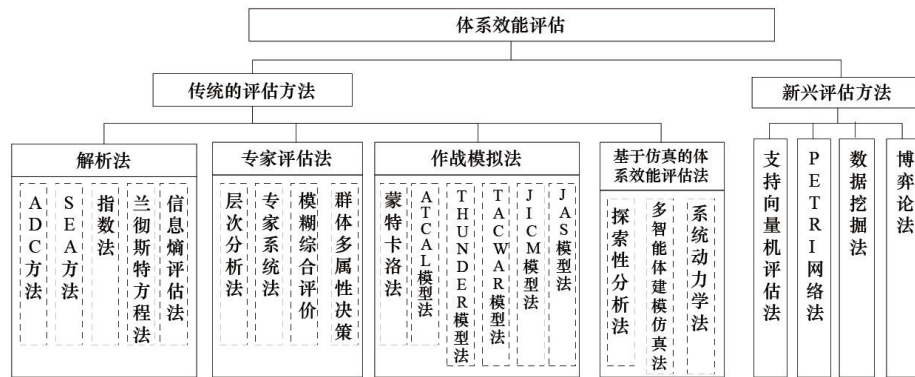 体系效能评估
传统的评估方法
新兴评估方法
解析法
ADC方法
SEA方法
指数法
兰彻斯特方程法
信息熵评估法
专家评估法
层次分析法
专家系统法
模糊综合评价
群体多属性决策
作战模拟法
蒙特卡洛法
ATCAL模型法
THUNDER模型法
TACWAR模型法
JICM模型法
JAS模型法
基于仿真的体
系效能评估法
探索性分析法
多智能体建模仿真法
系统动力学法
支持向量机评估法
PETRI网络法
数据挖掘法
博弈论法